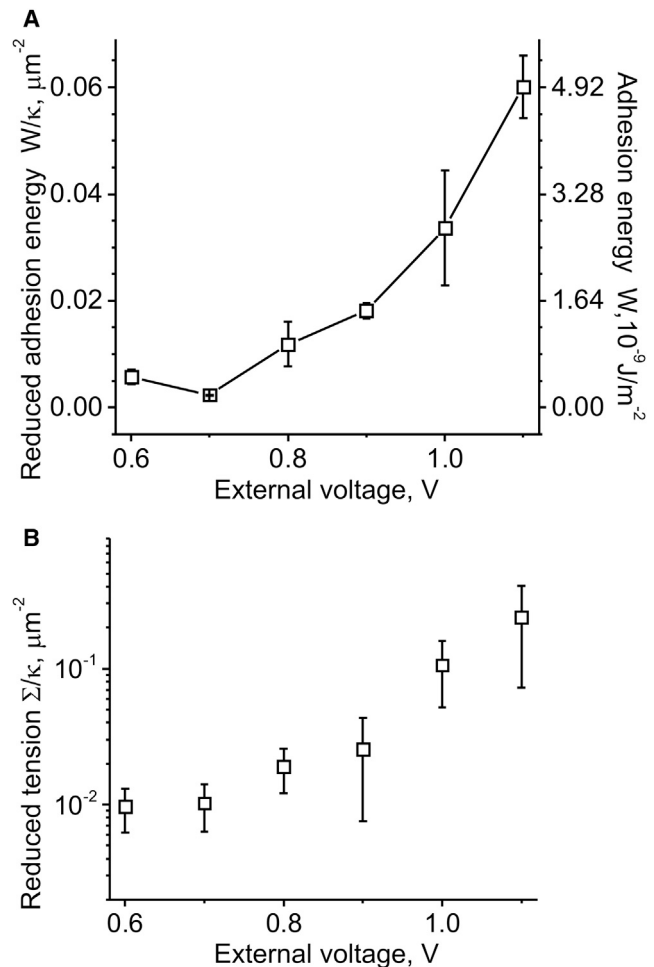 A
Reduced adhesion energy W/κ, μm⁻²
0.06
0.04
0.02
0.00
4.92
3.28
1.64
0.00
Adhesion energy W,10⁻⁹J/m⁻²
0.6 0.8 1.0
External voltage, V
B
Reduced tension Σ/κ, μm⁻²
10⁻¹
10⁻²
0.6 0.8 1.0
External voltage, V